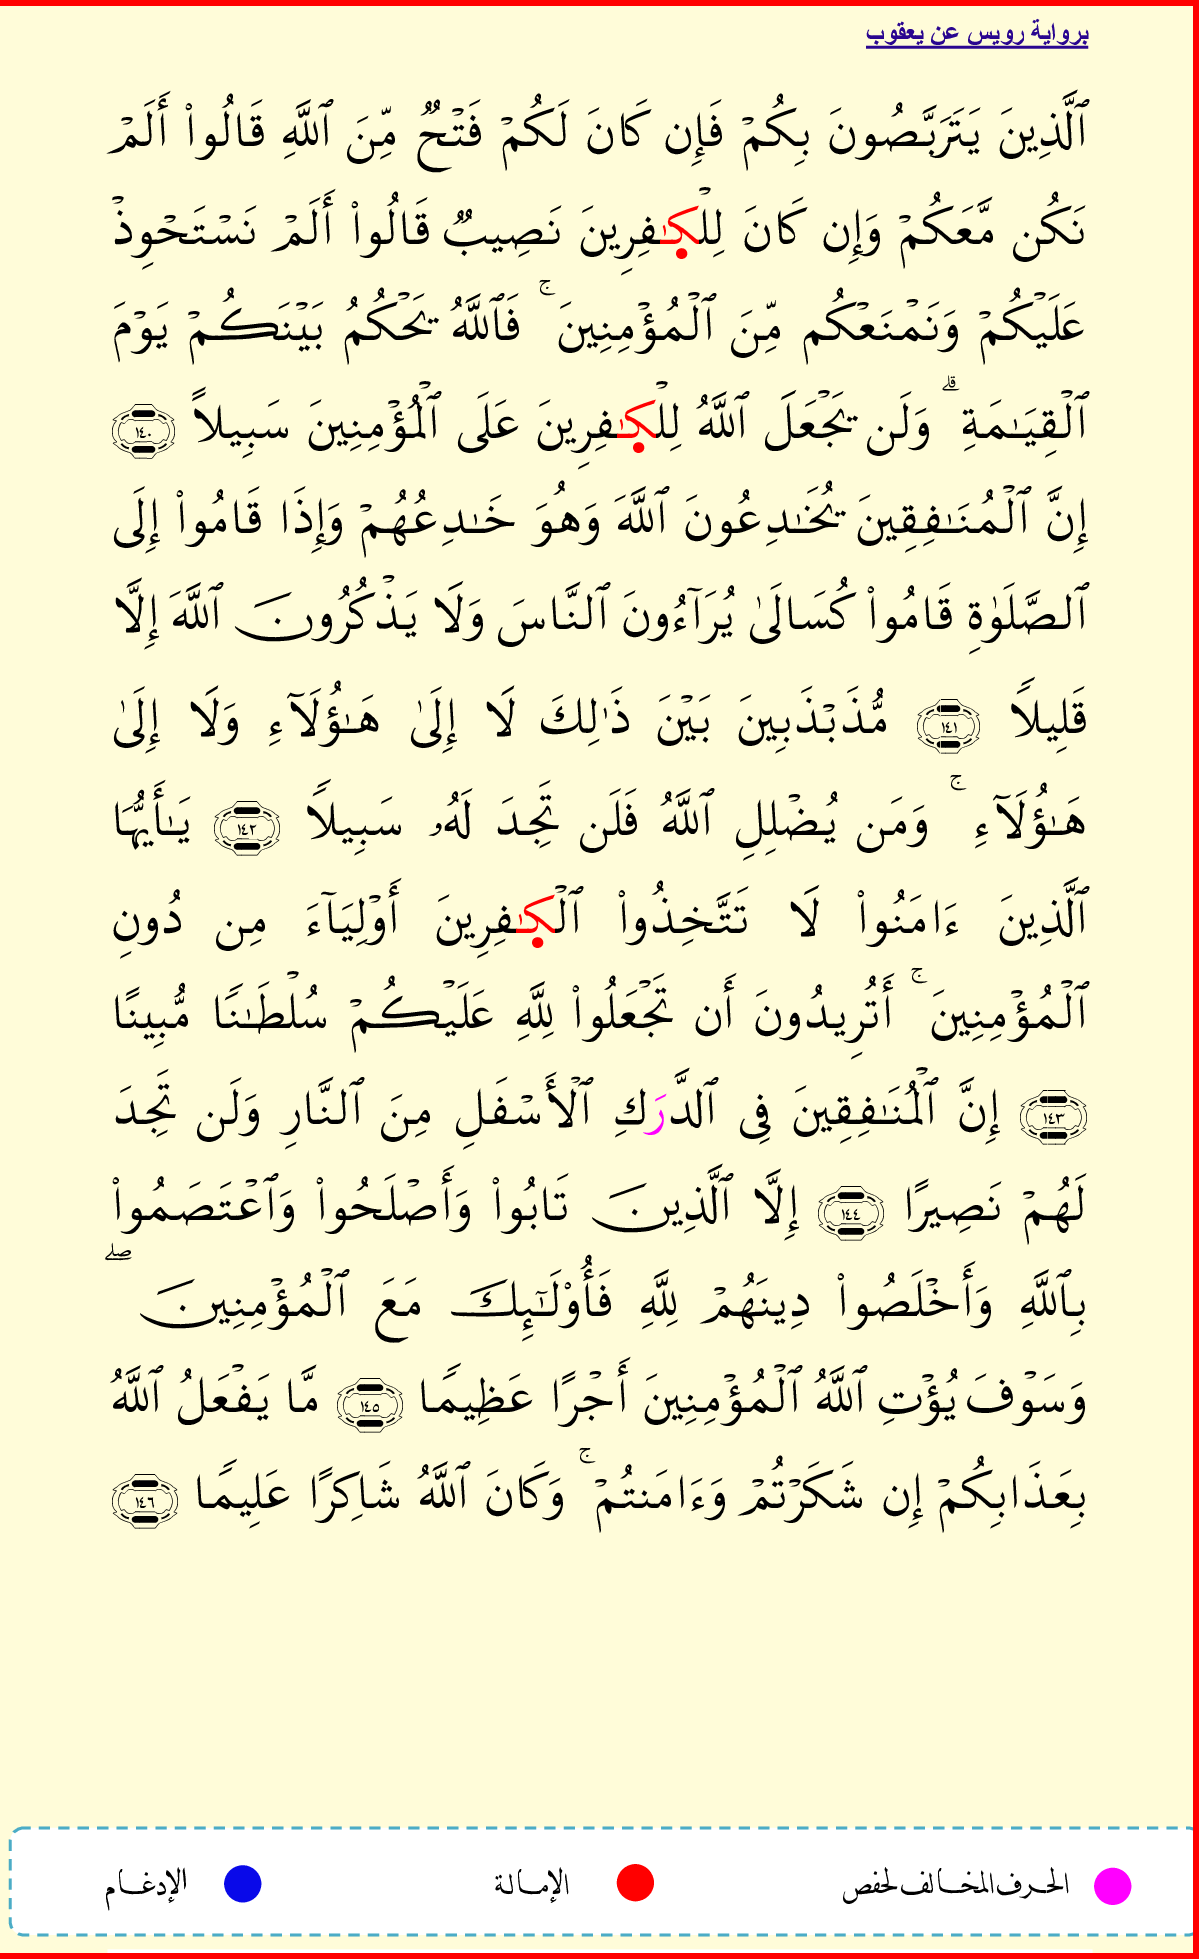 برواية رويس عن يعقوب
ٱلَّذِينَ يَتَرَبَّصُونَ بِكُمۡ فَإِن كَانَ لَكُمۡ فَتۡحٞ مِّنَ ٱللَّهِ قَالُواْ أَلَمۡ
نَكُن مَّعَكُمۡ وَإِن كَانَ لِلۡكَٰفِرِينَ نَصِيبٞ قَالُواْ أَلَمۡ نَسۡتَحۡوِذۡ
عَلَيۡكُمۡ وَنَمۡنَعۡكُم مِّنَ ٱلۡمُؤۡمِنِينَۚ فَٱللَّهُ يَحۡكُمُ بَيۡنَكُمۡ يَوۡمَ
ٱلۡقِيَٰمَةِۗ وَلَن يَجۡعَلَ ٱللَّهُ لِلۡكَٰفِرِينَ عَلَى ٱلۡمُؤۡمِنِينَ سَبِيلًا ١٤٠
إِنَّ ٱلۡمُنَٰفِقِينَ يُخَٰدِعُونَ ٱللَّهَ وَهُوَ خَٰدِعُهُمۡ وَإِذَا قَامُواْ إِلَى
ٱلصَّلَوٰةِ قَامُواْ كُسَالَىٰ يُرَآءُونَ ٱلنَّاسَ وَلَا يَذۡكُرُونَ ٱللَّهَ إِلَّا
قَلِيلًا ١٤١ مُّذَبۡذَبِينَ بَيۡنَ ذَٰلِكَ لَا إِلَىٰ هَٰؤُلَآءِ وَلَا إِلَىٰ
هَٰؤُلَآءِۚ وَمَن يُضۡلِلِ ٱللَّهُ فَلَن تَجِدَ لَهُۥ سَبِيلًا ١٤٢ يَٰأَيُّهَا
ٱلَّذِينَ ءَامَنُواْ لَا تَتَّخِذُواْ ٱلۡكَٰفِرِينَ أَوۡلِيَآءَ مِن دُونِ
ٱلۡمُؤۡمِنِينَۚ أَتُرِيدُونَ أَن تَجۡعَلُواْ لِلَّهِ عَلَيۡكُمۡ سُلۡطَٰنٗا مُّبِينًا
١٤٣ إِنَّ ٱلۡمُنَٰفِقِينَ فِي ٱلدَّرَكِ ٱلۡأَسۡفَلِ مِنَ ٱلنَّارِ وَلَن تَجِدَ
لَهُمۡ نَصِيرًا ١٤٤ إِلَّا ٱلَّذِينَ تَابُواْ وَأَصۡلَحُواْ وَٱعۡتَصَمُواْ
بِٱللَّهِ وَأَخۡلَصُواْ دِينَهُمۡ لِلَّهِ فَأُوْلَٰٓئِكَ مَعَ ٱلۡمُؤۡمِنِينَۖ
وَسَوۡفَ يُؤۡتِ ٱللَّهُ ٱلۡمُؤۡمِنِينَ أَجۡرًا عَظِيمٗا ١٤٥ مَّا يَفۡعَلُ ٱللَّهُ
بِعَذَابِكُمۡ إِن شَكَرۡتُمۡ وَءَامَنتُمۡۚ وَكَانَ ٱللَّهُ شَاكِرًا عَلِيمٗا ١٤٦
الحرف المخالف لحفص الإمالة الإدغام